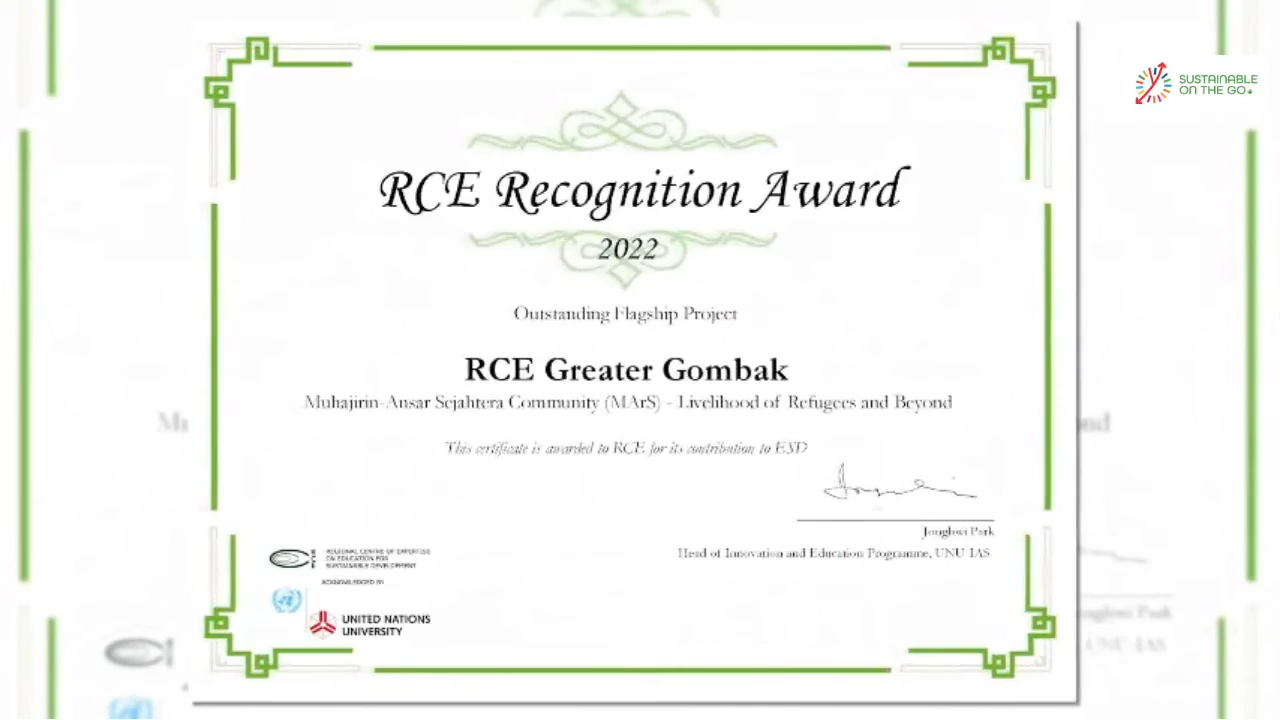 SUSTAINABLE
ON THE GO
RCE Recognition Award
2022
Outstanding Flagship Project
RCE Greater Gombak
Muhajirin-Ansar Sejahtera Community (MArS) - Livelihood of Refugees and Beyond
This certificate is awarded to RCE for its contribution to ESD
Jonghwi Park
Head of Innovation and Education Programme, UNU-IAS
REGIONAL CENTRE OF EXPERTISE
ON EDUCATION FOR
SUSTAINABLE DEVELOPMENT
ACKNOWLEDGED BY
UNITED NATIONS
UNIVERSITY